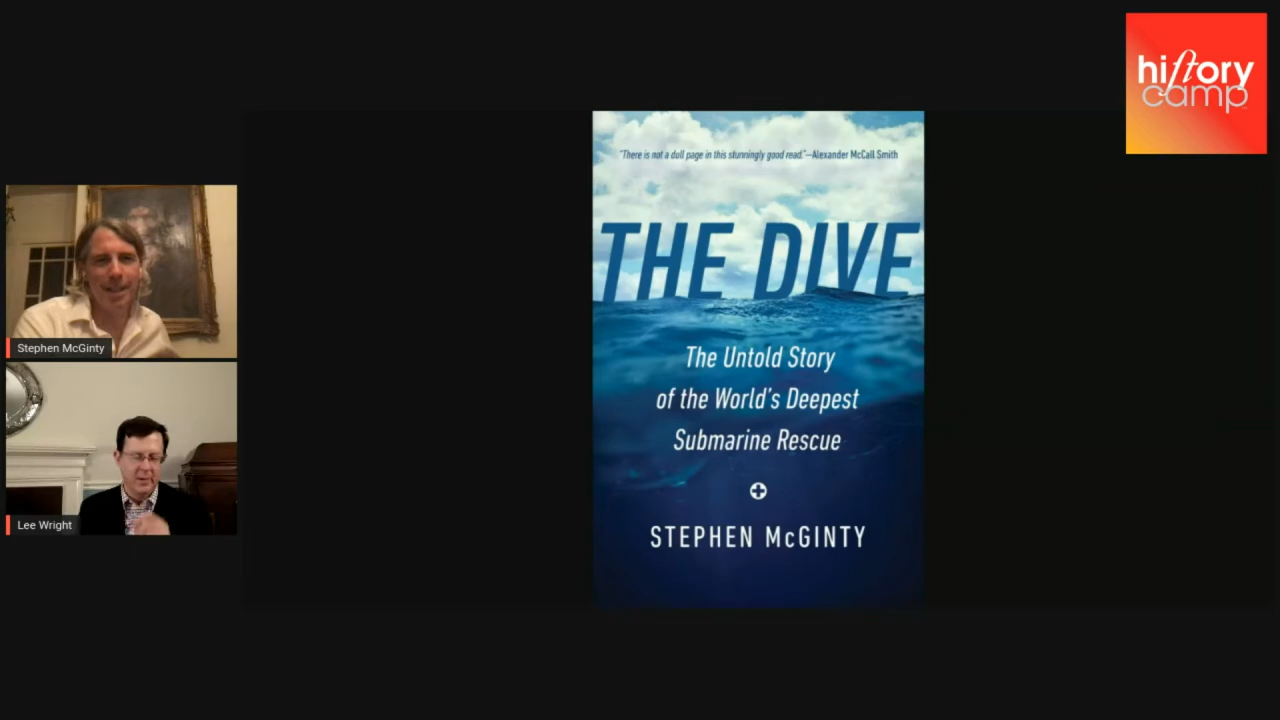 hiſtory
camp
"There is not a dull page in this stunningly good read."—Alexander McCall Smith
THE DIVE
The Untold Story
of the World's Deepest
Submarine Rescue
STEPHEN McGINTY
Stephen McGinty
Lee Wright